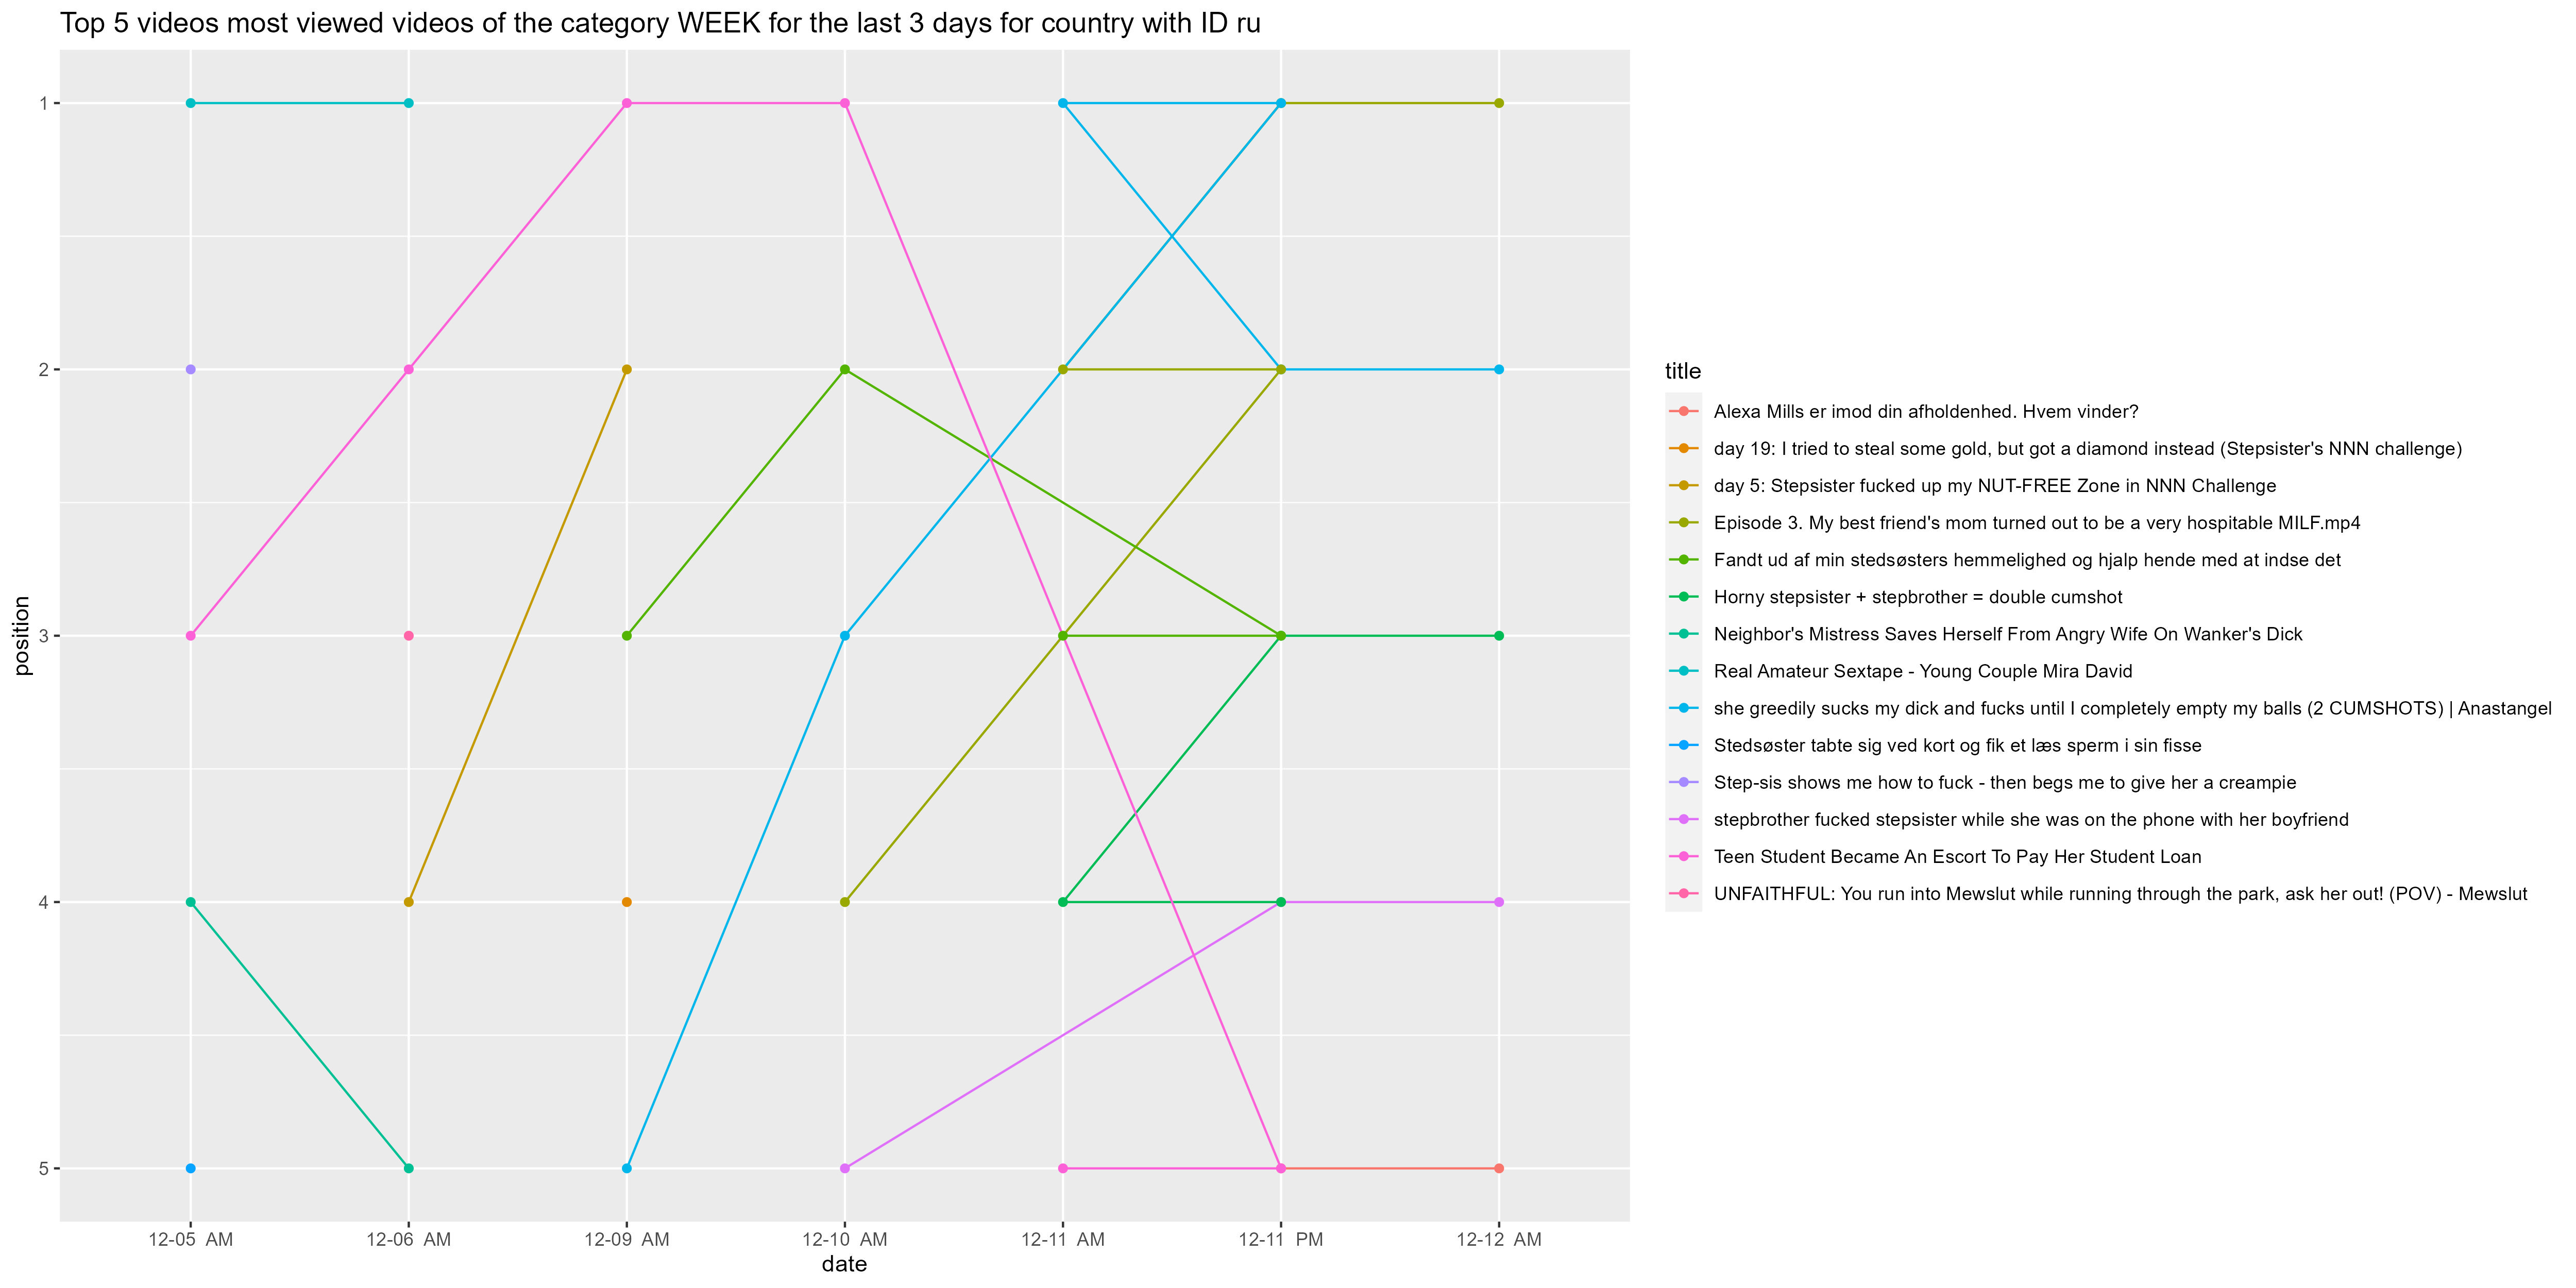 Top 5 videos most viewed videos of the category WEEK for the last 3 days for country with ID ru
position
1
2
3
4
5
12-05 AM
12-06 AM
12-09 AM
12-10 AM
12-11 AM
12-11 PM
12-12 AM
date
title
Alexa Mills er imod din afholdenhed. Hvem vinder?
day 19: I tried to steal some gold, but got a diamond instead (Stepsister's NNN challenge)
day 5: Stepsister fucked up my NUT-FREE Zone in NNN Challenge
Episode 3. My best friend's mom turned out to be a very hospitable MILF.mp4
Fandt ud af min stedsøsters hemmelighed og hjalp hende med at indse det
Horny stepsister + stepbrother = double cumshot
Neighbor's Mistress Saves Herself From Angry Wife On Wanker's Dick
Real Amateur Sextape - Young Couple Mira David
she greedily sucks my dick and fucks until I completely empty my balls (2 CUMSHOTS) | Anastangel
Stedsøster tabte sig ved kort og fik et læs sperm i sin fisse
Step-sis shows me how to fuck - then begs me to give her a creampie
stepbrother fucked stepsister while she was on the phone with her boyfriend
Teen Student Became An Escort To Pay Her Student Loan
UNFAITHFUL: You run into Mewslut while running through the park, ask her out! (POV) - Mewslut